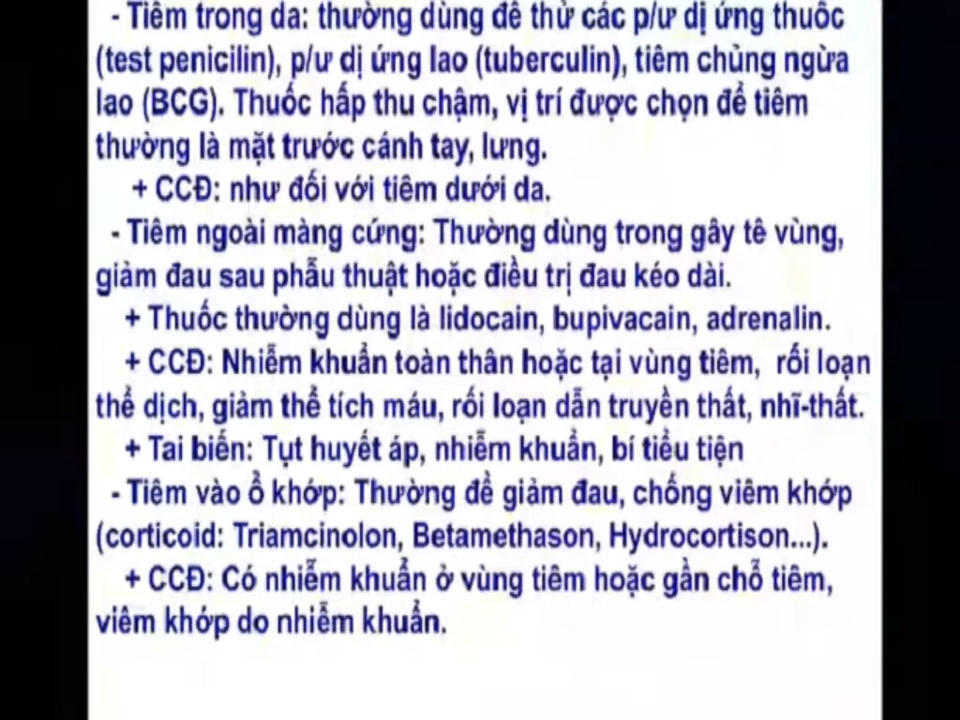 - Tiêm trong da: thường dùng để thử các p/ư dị ứng thuốc
(test penicilin), p/ư dị ứng lao (tuberculin), tiêm chủng ngừa
lao (BCG). Thuốc hấp thu chậm, vị trí được chọn để tiêm
thường là mặt trước cánh tay, lưng.
+ CCĐ: như đối với tiêm dưới da.
- Tiêm ngoài màng cứng: Thường dùng trong gây tê vùng,
giảm đau sau phẫu thuật hoặc điều trị đau kéo dài.
+ Thuốc thường dùng là lidocain, bupivacain, adrenalin.
+ CCĐ: Nhiễm khuẩn toàn thân hoặc tại vùng tiêm, rối loạn
thể dịch, giảm thể tích máu, rối loạn dẫn truyền thất, nhĩ-thất.
+ Tai biến: Tụt huyết áp, nhiễm khuẩn, bí tiểu tiện
- Tiêm vào ổ khớp: Thường để giảm đau, chống viêm khớp
(corticoid: Triamcinolon, Betamethason, Hydrocortison...).
+ CCĐ: Có nhiễm khuẩn ở vùng tiêm hoặc gần chỗ tiêm,
viêm khớp do nhiễm khuẩn.